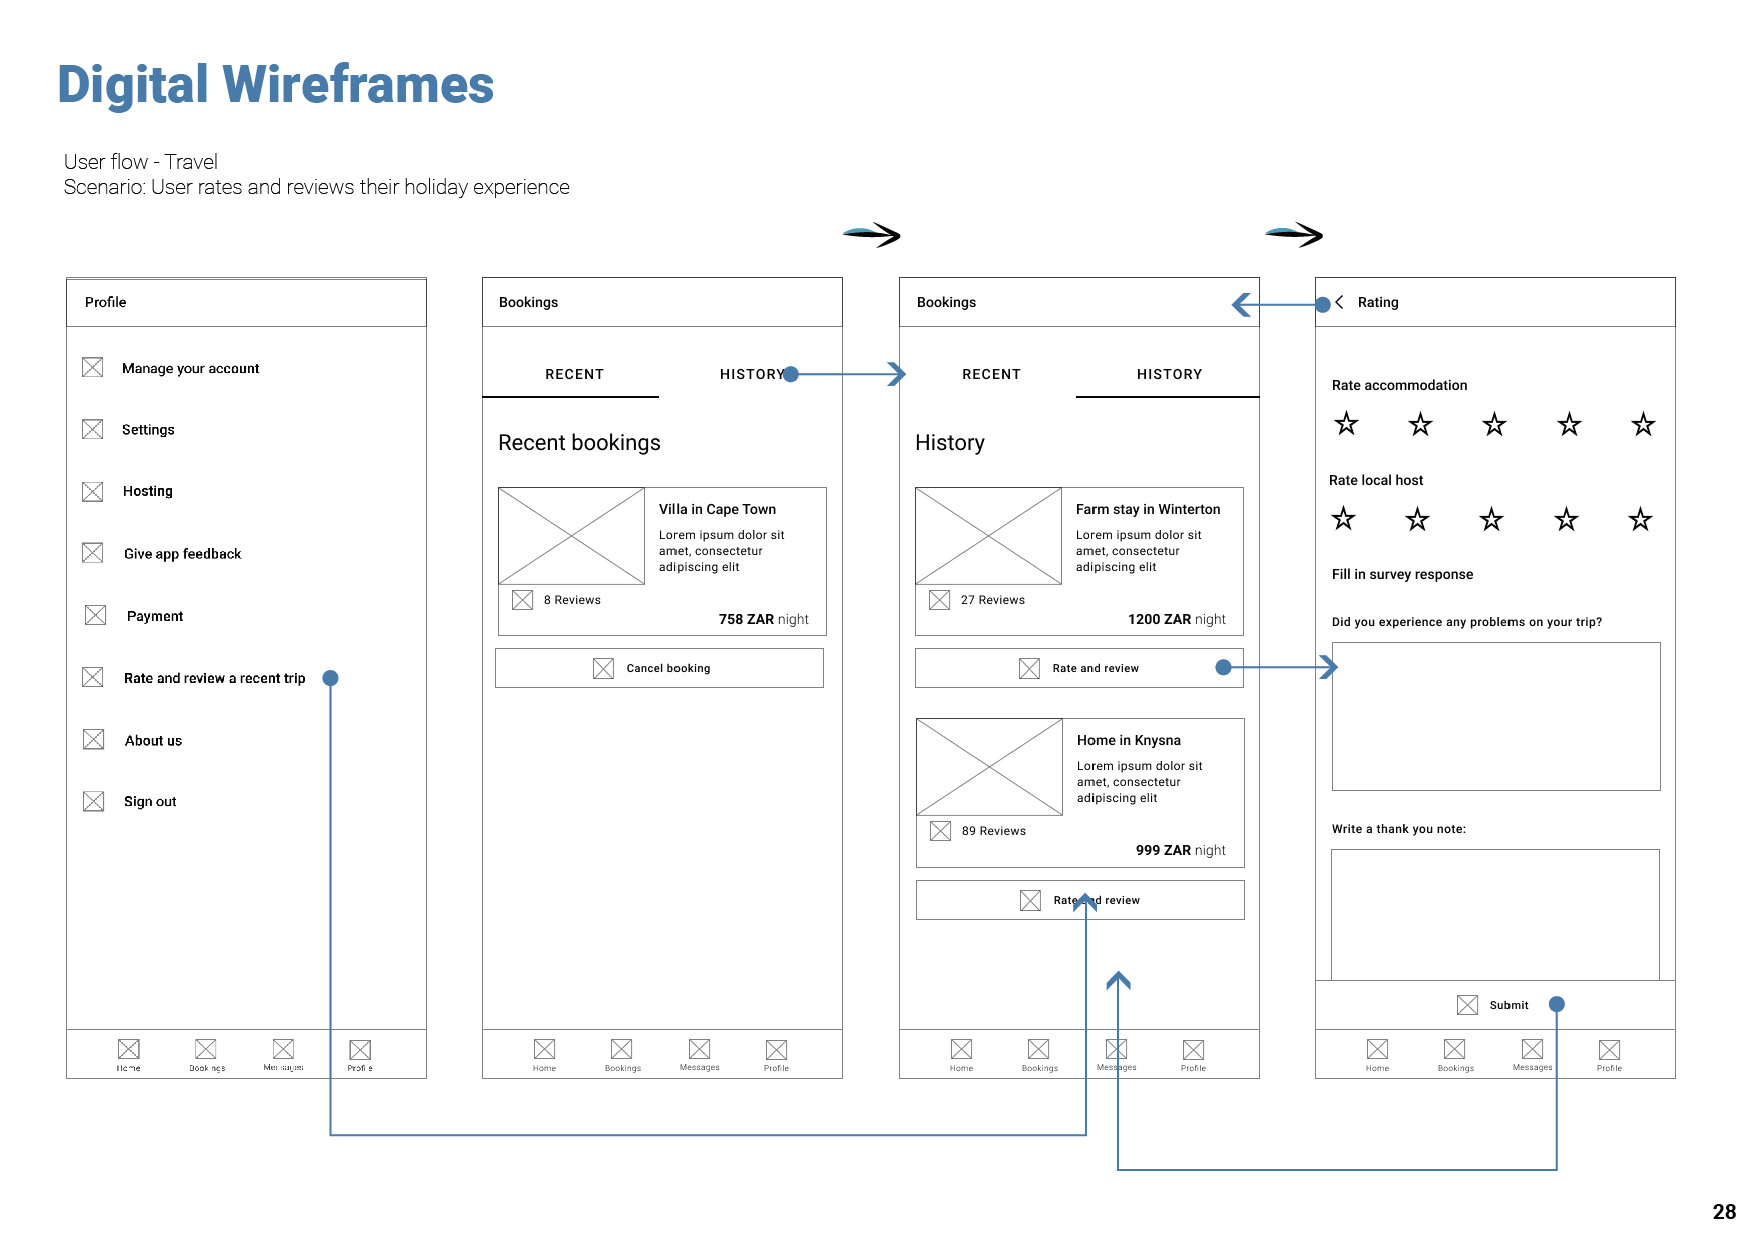 Digital Wireframes
User flow - Travel
Scenario: User rates and reviews their holiday experience
Profile
Manage your account
Settings
Hosting
Give app feedback
Payment
Rate and review a recent trip
About us
Sign out
Home
Bookings
Messages
Profile
Bookings
RECENT
HISTORY
Recent bookings
Villa in Cape Town
Lorem ipsum dolor sit
amet, consectetur
adipiscing elit
8 Reviews
758 ZAR night
Cancel booking
Home
Bookings
Messages
Profile
Bookings
RECENT
HISTORY
History
Farm stay in Winterton
Lorem ipsum dolor sit
amet, consectetur
adipiscing elit
27 Reviews
1200 ZAR night
Rate and review
Home in Knysna
Lorem ipsum dolor sit
amet, consectetur
adipiscing elit
89 Reviews
999 ZAR night
Rate and review
Home
Bookings
Messages
Profile
Rating
Rate accommodation
Rate local host
Fill in survey response
Did you experience any problems on your trip?
Write a thank you note:
Submit
Home
Bookings
Messages
Profile
28